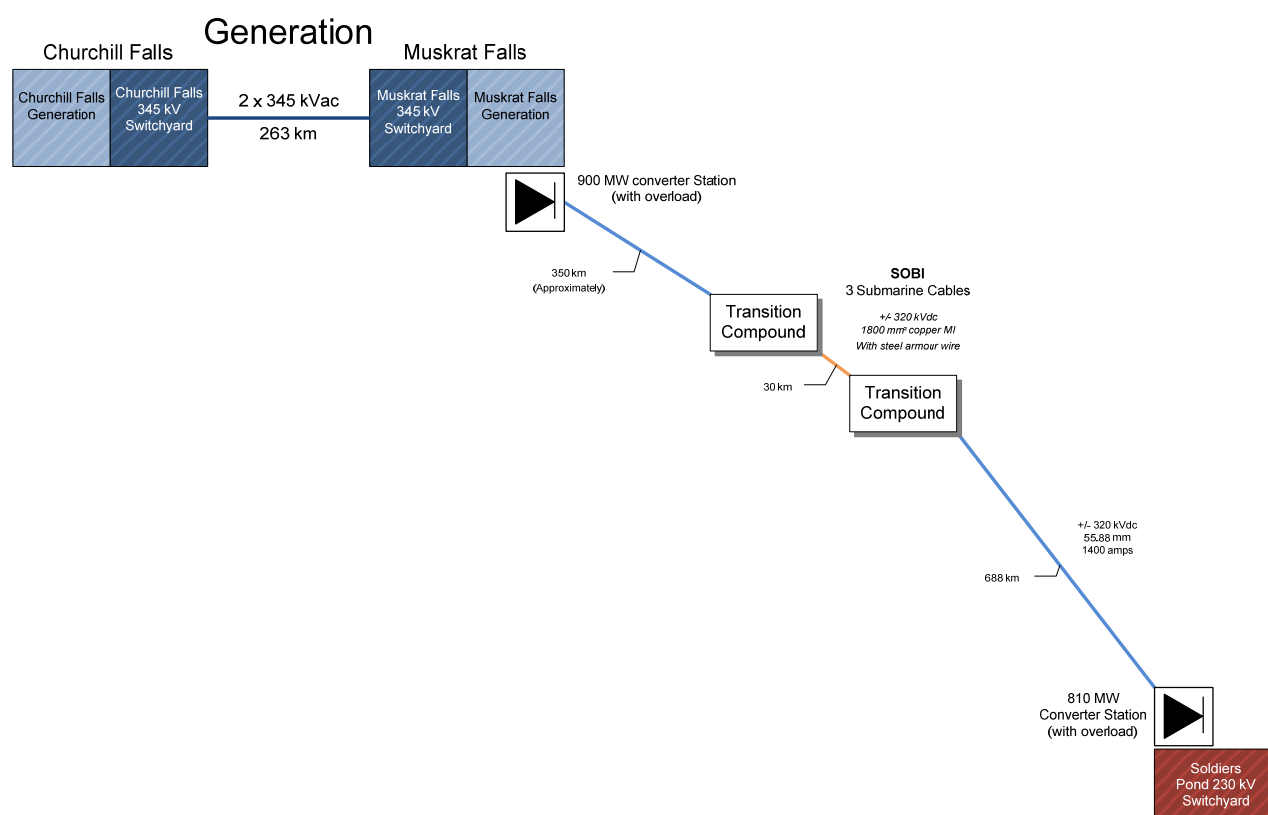 Generation
Churchill Falls
Muskrat Falls
Churchill Falls
Generation
Churchill Falls
345 kV
Switchyard
2 x 345 kVac
263 km
Muskrat Falls
345 kV
Switchyard
Muskrat Falls
Generation
900 MW converter Station
(with overload)
350 km
(Approximately)
Transition
Compound
SOBI
3 Submarine Cables
+/- 320 kVdc
1800 mm² copper MI
With steel armour wire
30 km
Transition
Compound
+/- 320 kVdc
55.88 mm
1400 amps
688 km
810 MW
Converter Station
(with overload)
Soldiers
Pond 230 kV
Switchyard